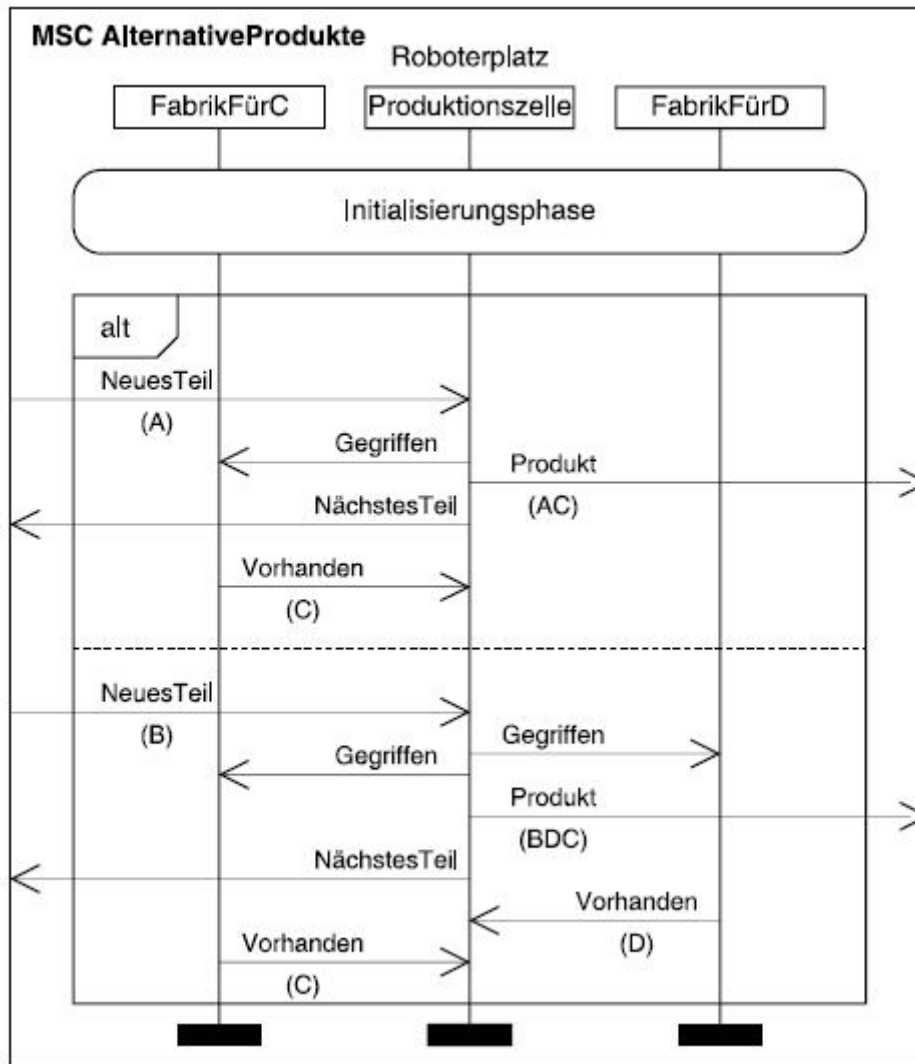 MSC AlternativeProdukte
Roboterplatz
FabrikFürC
Produktionszelle
FabrikFürD
Initialisierungsphase
alt
NeuesTeil
(A)
Gegriffen
Produkt
(AC)
NächstesTeil
Vorhanden
(C)
NeuesTeil
(B)
Gegriffen
Gegriffen
Produkt
(BDC)
NächstesTeil
Vorhanden
(D)
Vorhanden
(C)